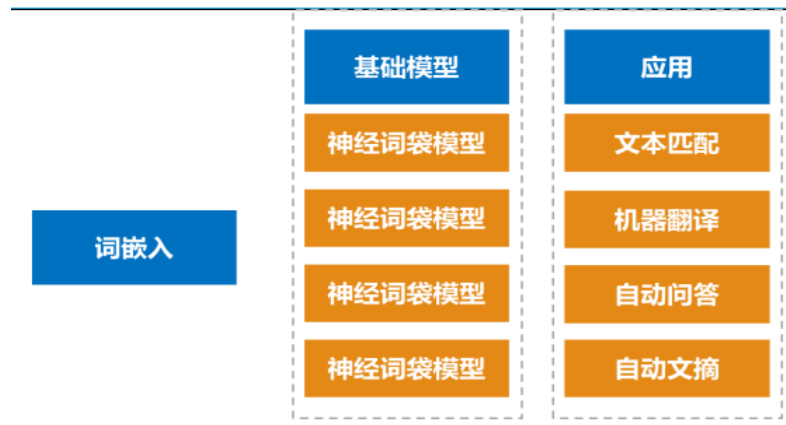 词嵌入
基础模型
神经词袋模型
神经词袋模型
神经词袋模型
神经词袋模型
应用
文本匹配
机器翻译
自动问答
自动文摘